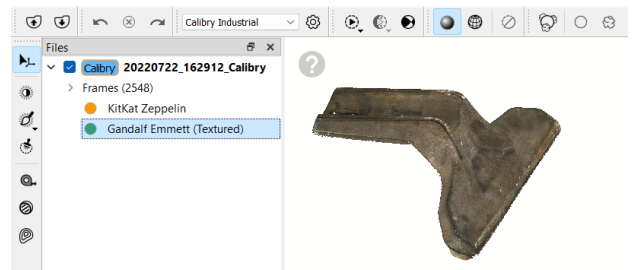 Calibry Industrial
Files
Calibry 20220722_162912_Calibry
Frames (2548)
KitKat Zeppelin
Gandalf Emmett (Textured)
?